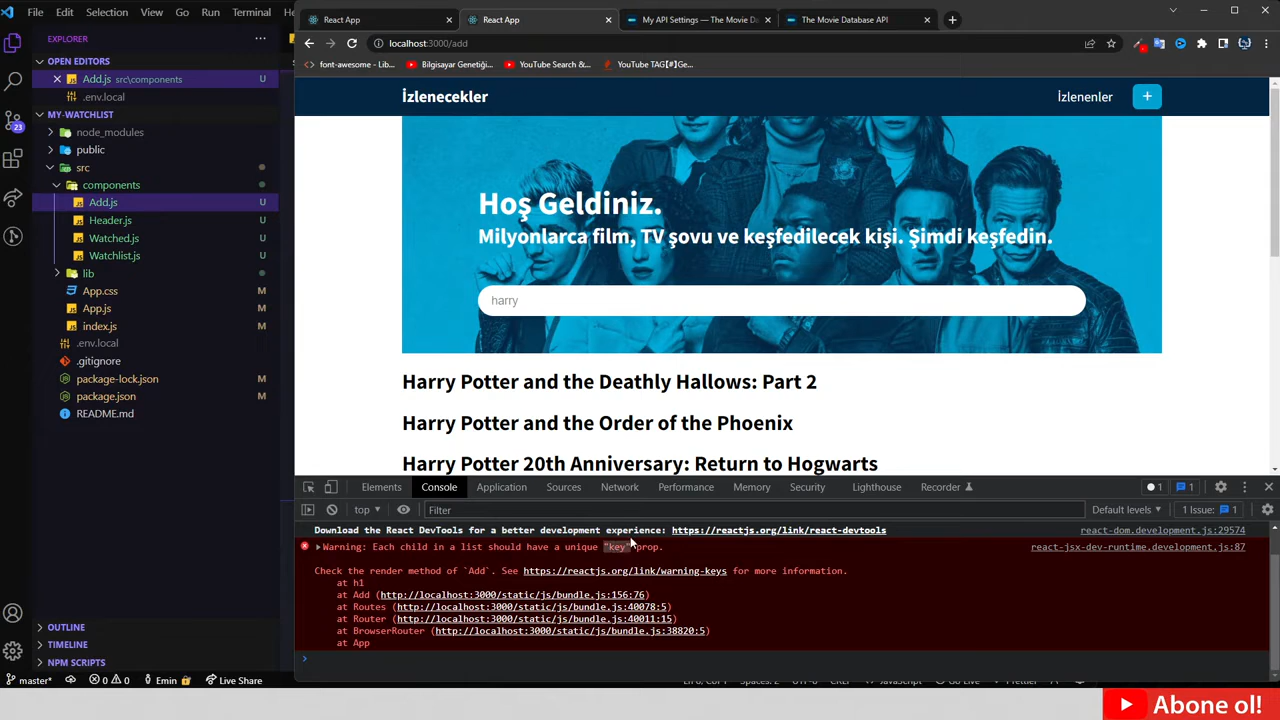 File Edit Selection View Go Run Terminal
React App
React App
My API Settings — The Movie Da
The Movie Database API
EXPLORER
localhost:3000/add
OPEN EDITORS
font-awesome - Lib...
Bilgisayar Genetiği...
YouTube Search &...
YouTube TAG【#】Ge...
Add.js src\components U
.env.local
MY-WATCHLIST
node_modules
public
src
components
Add.js U
Header.js U
Watched.js U
Watchlist.js U
lib
App.css M
App.js M
index.js M
.env.local
.gitignore
package-lock.json M
package.json M
README.md
İzlenecekler
İzlenenler
+
Hoş Geldiniz.
Milyonlarca film, TV şovu ve keşfedilecek kişi. Şimdi keşfedin.
harry
Harry Potter and the Deathly Hallows: Part 2
Harry Potter and the Order of the Phoenix
Harry Potter 20th Anniversary: Return to Hogwarts
Elements Console Application Sources Network Performance Memory Security Lighthouse Recorder 1 1
top Filter Default levels 1 Issue: 1
Download the React DevTools for a better development experience: https://reactjs.org/link/react-devtools react-dom.development.js:29574
Warning: Each child in a list should have a unique "key" prop. react-jsx-dev-runtime.development.js:87
Check the render method of `Add`. See https://reactjs.org/link/warning-keys for more information.
at h1
at Add (http://localhost:3000/static/js/bundle.js:156:76)
at Routes (http://localhost:3000/static/js/bundle.js:40078:5)
at Router (http://localhost:3000/static/js/bundle.js:40011:15)
at BrowserRouter (http://localhost:3000/static/js/bundle.js:38820:5)
at App
23
OUTLINE
TIMELINE
NPM SCRIPTS
master* 0 0 Emin Live Share
Abone ol!